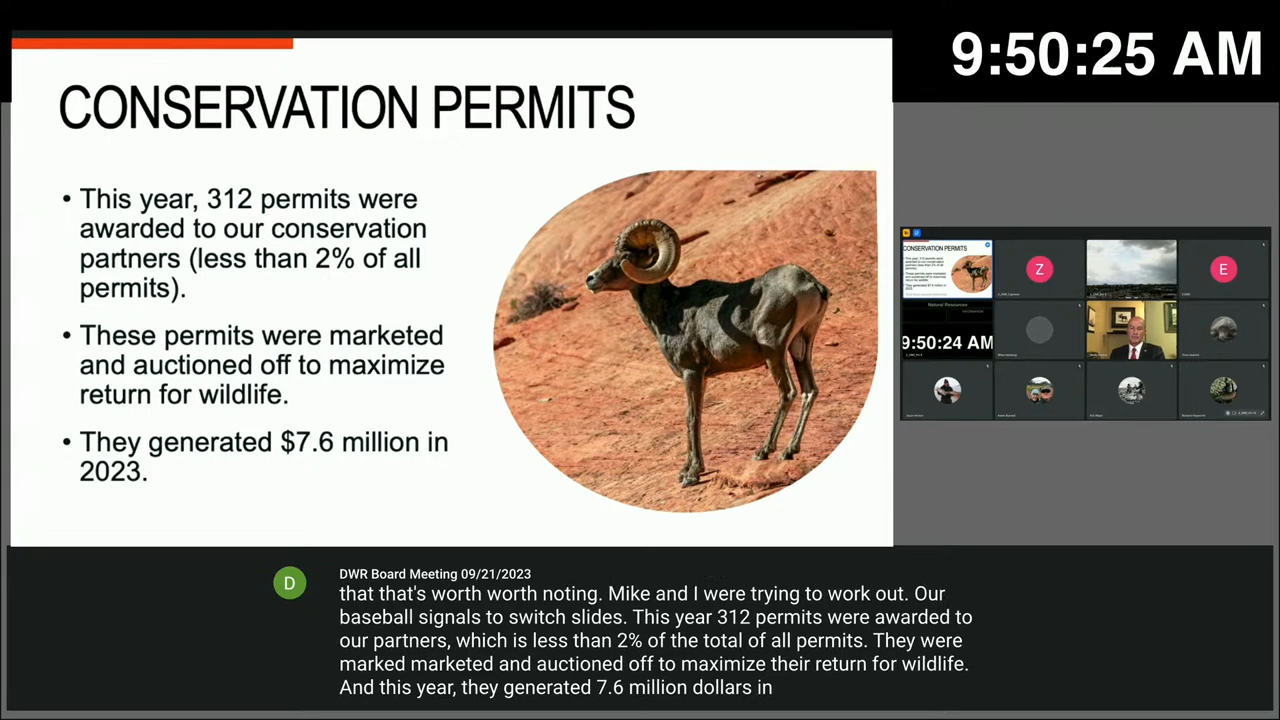 9:50:25 AM
CONSERVATION PERMITS
• This year, 312 permits were
awarded to our conservation
partners (less than 2% of all
permits).
• These permits were marketed
and auctioned off to maximize
return for wildlife.
• They generated $7.6 million in
2023.
CONSERVATION PERMITS
Z
E
Natural Resources
9:50:24 AM
D
DWR Board Meeting 09/21/2023
that that's worth worth noting. Mike and I were trying to work out. Our
baseball signals to switch slides. This year 312 permits were awarded to
our partners, which is less than 2% of the total of all permits. They were
marked marketed and auctioned off to maximize their return for wildlife.
And this year, they generated 7.6 million dollars in